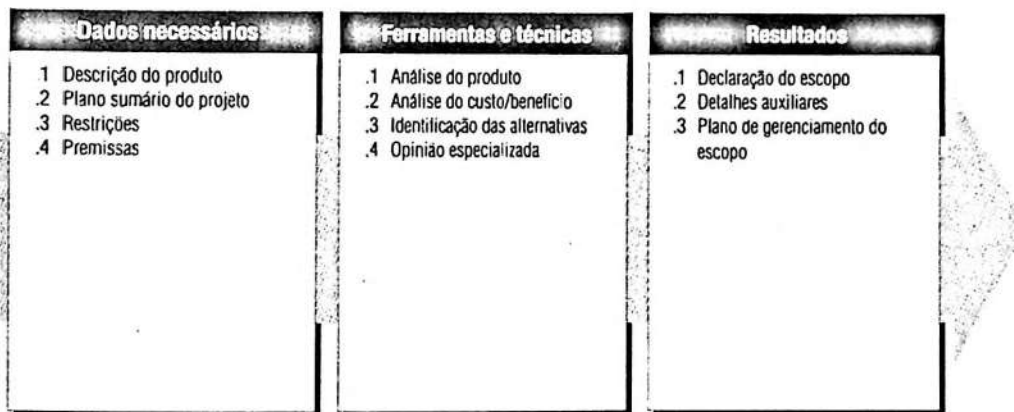 Dados necessários
.1 Descrição do produto
.2 Plano sumário do projeto
.3 Restrições
.4 Premissas
Ferramentas e técnicas
.1 Análise do produto
.2 Análise do custo/benefício
.3 Identificação das alternativas
.4 Opinião especializada
Resultados
.1 Declaração do escopo
.2 Detalhes auxiliares
.3 Plano de gerenciamento do
escopo